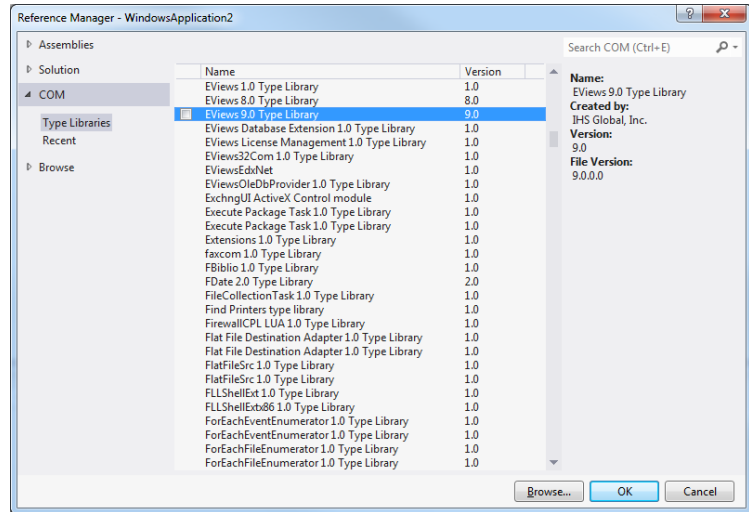 Reference Manager - WindowsApplication2
Assemblies
Solution
COM
Type Libraries
Recent
Browse
Name Version
EViews 1.0 Type Library 1.0
EViews 8.0 Type Library 8.0
EViews 9.0 Type Library 9.0
EViews Database Extension 1.0 Type Library 1.0
EViews License Management 1.0 Type Library 1.0
EViews32Com 1.0 Type Library 1.0
EViewsEdxNet 1.0
EViewsOleDbProvider 1.0 Type Library 1.0
ExchngUI ActiveX Control module 1.0
Execute Package Task 1.0 Type Library 1.0
Execute Package Task 1.0 Type Library 1.0
Extensions 1.0 Type Library 1.0
faxcom 1.0 Type Library 1.0
FBiblio 1.0 Type Library 1.0
FDate 2.0 Type Library 2.0
FileCollectionTask 1.0 Type Library 1.0
Find Printers type library 1.0
FirewallCPL LUA 1.0 Type Library 1.0
Flat File Destination Adapter 1.0 Type Library 1.0
Flat File Destination Adapter 1.0 Type Library 1.0
FlatFileSrc 1.0 Type Library 1.0
FlatFileSrc 1.0 Type Library 1.0
FLLShellExt 1.0 Type Library 1.0
FLLShellExtx86 1.0 Type Library 1.0
ForEachEventEnumerator 1.0 Type Library 1.0
ForEachEventEnumerator 1.0 Type Library 1.0
ForEachFileEnumerator 1.0 Type Library 1.0
ForEachFileEnumerator 1.0 Type Library 1.0
Search COM (Ctrl+E)
Name:
EViews 9.0 Type Library
Created by:
IHS Global, Inc.
Version:
9.0
File Version:
9.0.0.0
Browse... OK Cancel